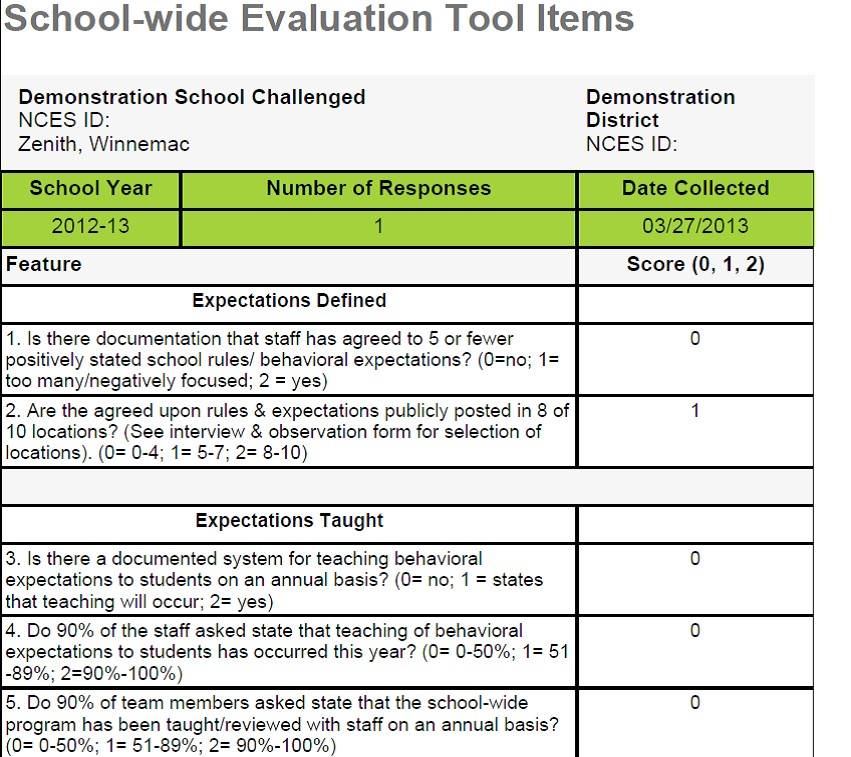 School-wide Evaluation Tool Items
Demonstration School Challenged
NCES ID:
Zenith, Winnemac
Demonstration
District
NCES ID:
School Year Number of Responses Date Collected
2012-13 1 03/27/2013
Feature Score (0, 1, 2)
Expectations Defined
1. Is there documentation that staff has agreed to 5 or fewer 0
positively stated school rules/ behavioral expectations? (0=no; 1=
too many/negatively focused; 2 = yes)
2. Are the agreed upon rules & expectations publicly posted in 8 of 1
10 locations? (See interview & observation form for selection of
locations). (0= 0-4; 1= 5-7; 2= 8-10)
Expectations Taught
3. Is there a documented system for teaching behavioral 0
expectations to students on an annual basis? (0= no; 1 = states
that teaching will occur; 2= yes)
4. Do 90% of the staff asked state that teaching of behavioral 0
expectations to students has occurred this year? (0= 0-50%; 1= 51
-89%; 2=90%-100%)
5. Do 90% of team members asked state that the school-wide 0
program has been taught/reviewed with staff on an annual basis?
(0= 0-50%; 1= 51-89%; 2= 90%-100%)